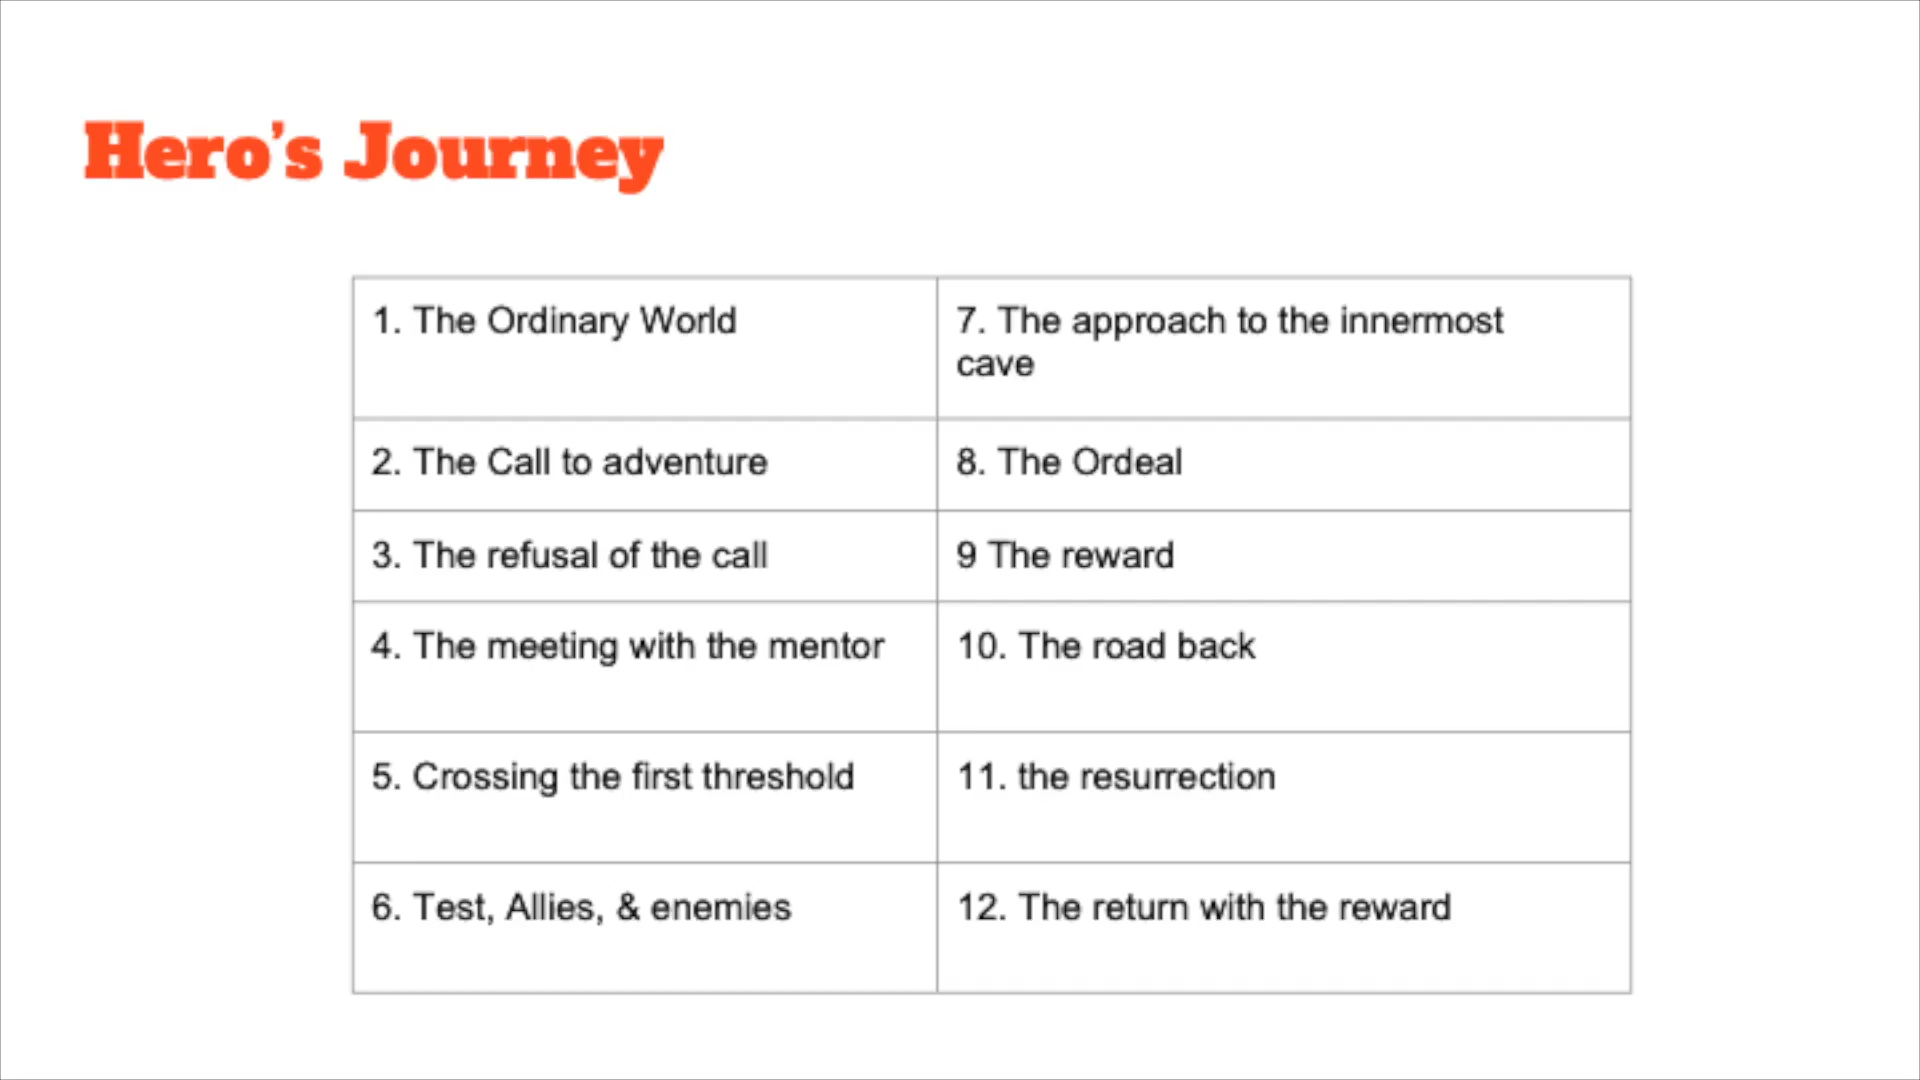 Hero's Journey
1. The Ordinary World
7. The approach to the innermost
cave
2. The Call to adventure
8. The Ordeal
3. The refusal of the call
9 The reward
4. The meeting with the mentor
10. The road back
5. Crossing the first threshold
11. the resurrection
6. Test, Allies, & enemies
12. The return with the reward